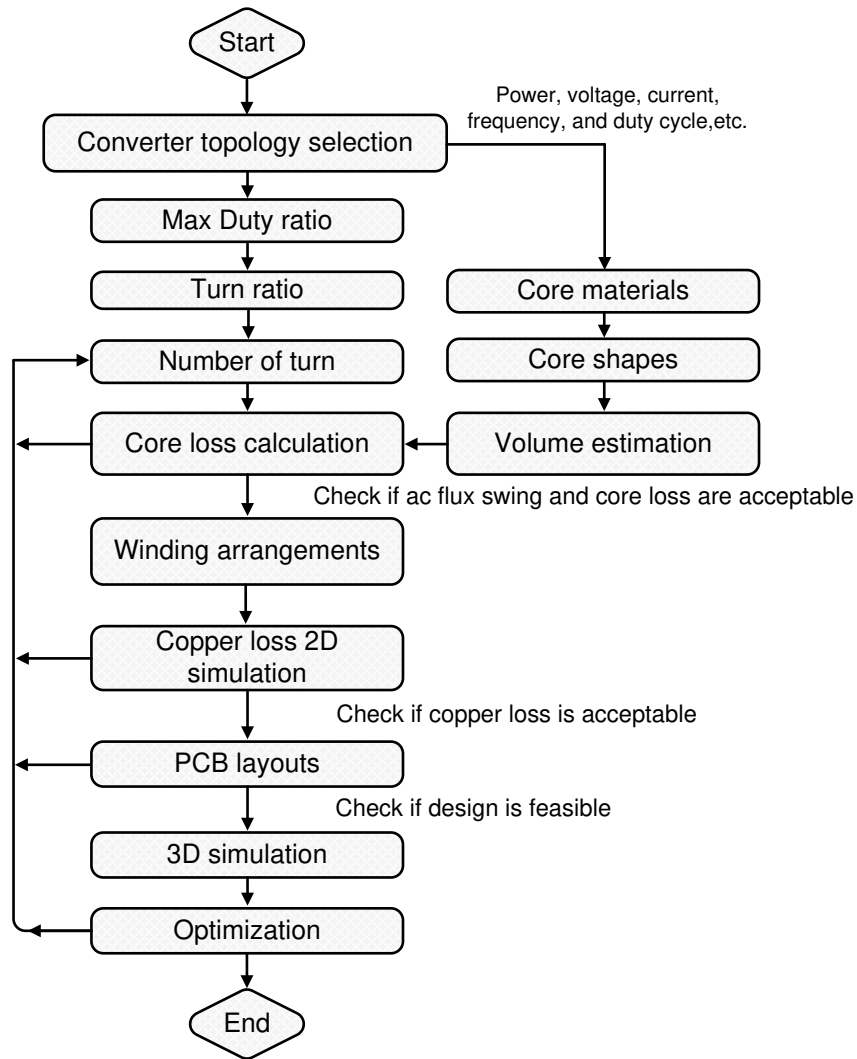 Start
Power, voltage, current,
frequency, and duty cycle,etc.
Converter topology selection
Max Duty ratio
Turn ratio
Core materials
Number of turn
Core shapes
Core loss calculation
Volume estimation
Check if ac flux swing and core loss are acceptable
Winding arrangements
Copper loss 2D
simulation
Check if copper loss is acceptable
PCB layouts
Check if design is feasible
3D simulation
Optimization
End